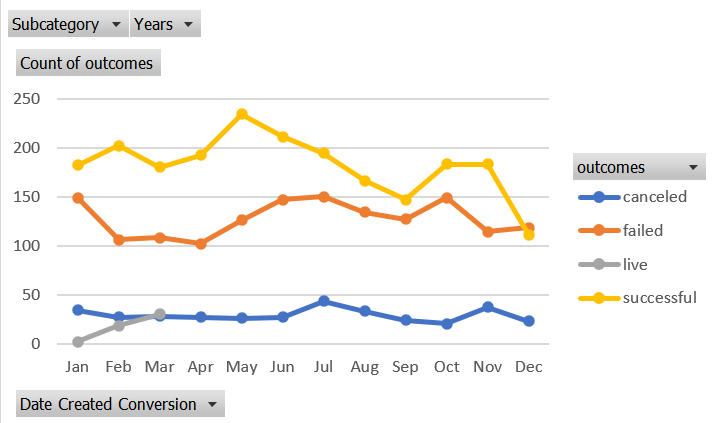 Subcategory Years
Count of outcomes
250
200
150
100
50
0
Jan Feb Mar Apr May Jun Jul Aug Sep Oct Nov Dec
outcomes
canceled
failed
live
successful
Date Created Conversion